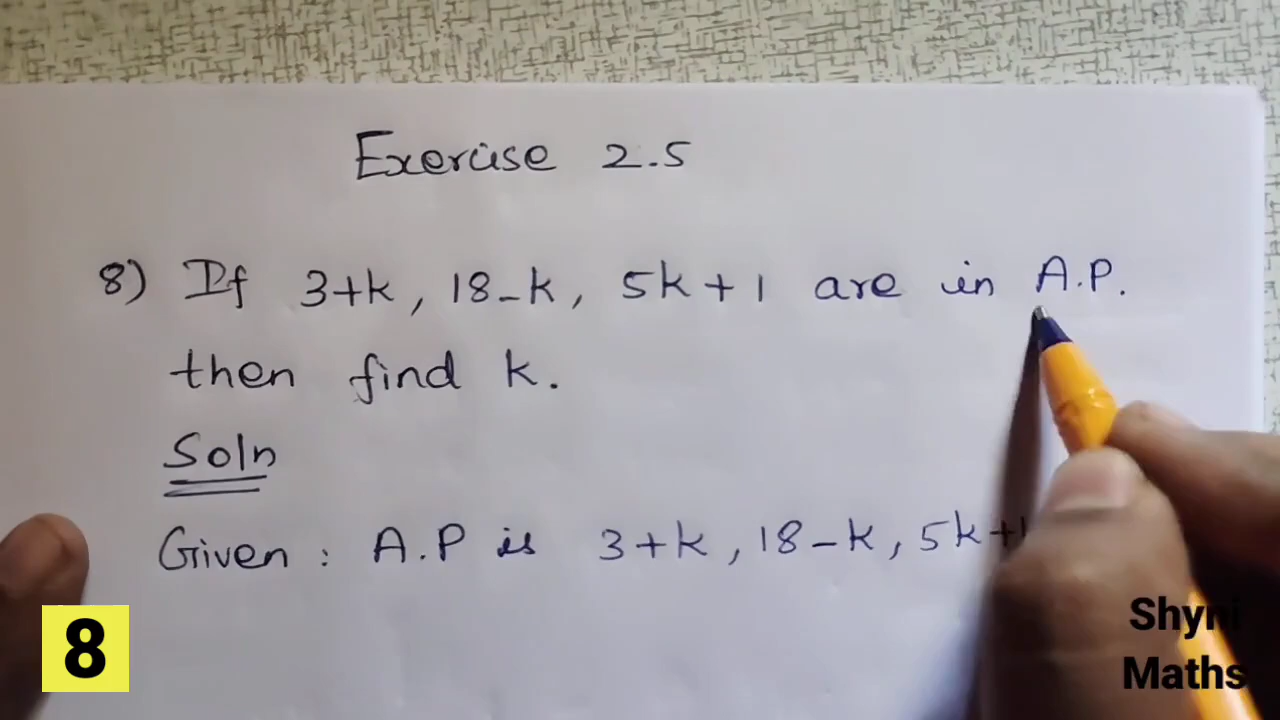 Exercise 2.5
8) If 3+k, 18-k, 5k+1 are in A.P.
then find k.
Soln
Given : A.P is 3+k, 18-k, 5k+1
8
Shyni
Maths